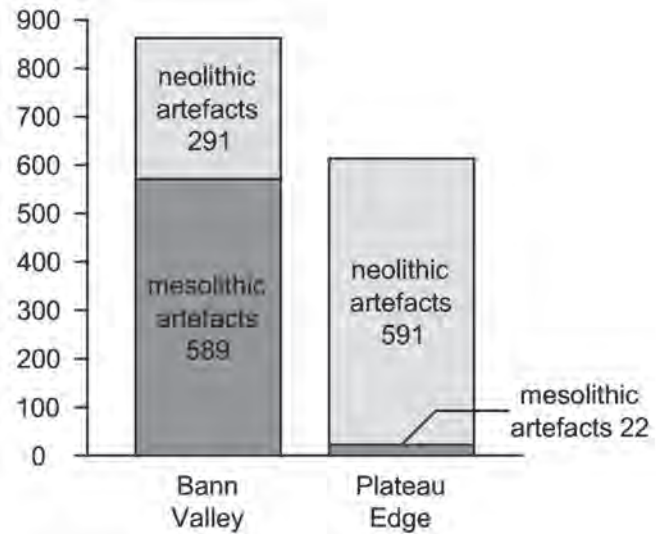 900
800
700
600
500
400
300
200
100
0
neolithic
artefacts
291
mesolithic
artefacts
589
neolithic
artefacts
591
mesolithic
artefacts 22
Bann
Valley
Plateau
Edge